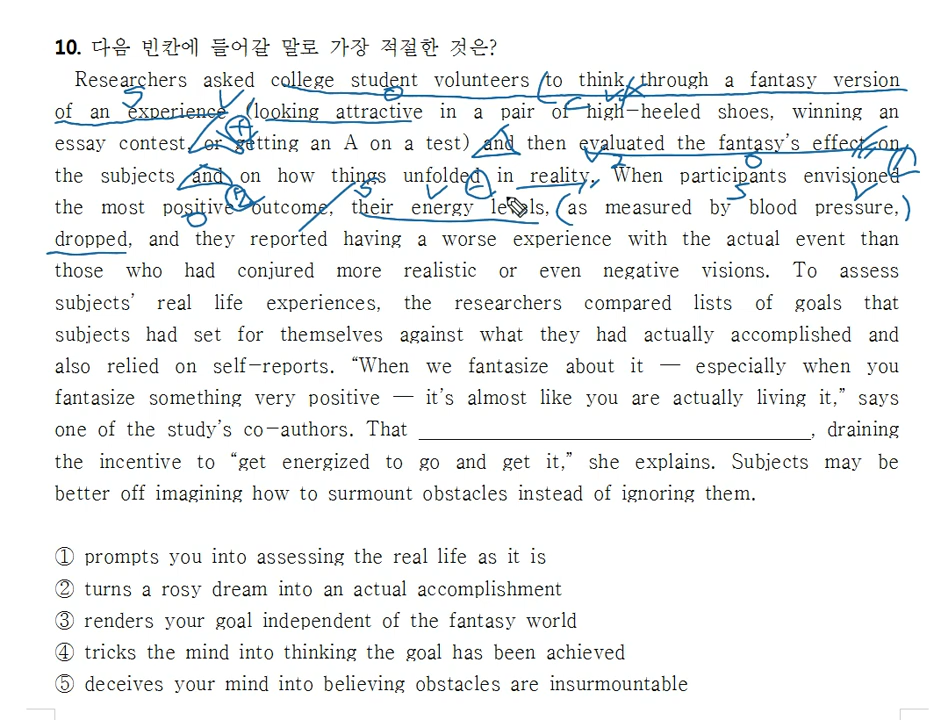 10. 다음 빈칸에 들어갈 말로 가장 적절한 것은?
Researchers asked college student volunteers to think through a fantasy version
of an experience (looking attractive in a pair of high-heeled shoes, winning an
essay contest, or getting an A on a test) and then evaluated the fantasy's effect on
the subjects and on how things unfolded in reality. When participants envisioned
the most positive outcome, their energy levels, as measured by blood pressure,
dropped, and they reported having a worse experience with the actual event than
those who had conjured more realistic or even negative visions. To assess
subjects' real life experiences, the researchers compared lists of goals that
subjects had set for themselves against what they had actually accomplished and
also relied on self-reports. “When we fantasize about it — especially when you
fantasize something very positive — it's almost like you are actually living it,” says
one of the study's co-authors. That ______________________________, draining
the incentive to “get energized to go and get it,” she explains. Subjects may be
better off imagining how to surmount obstacles instead of ignoring them.
① prompts you into assessing the real life as it is
② turns a rosy dream into an actual accomplishment
③ renders your goal independent of the fantasy world
④ tricks the mind into thinking the goal has been achieved
⑤ deceives your mind into believing obstacles are insurmountable